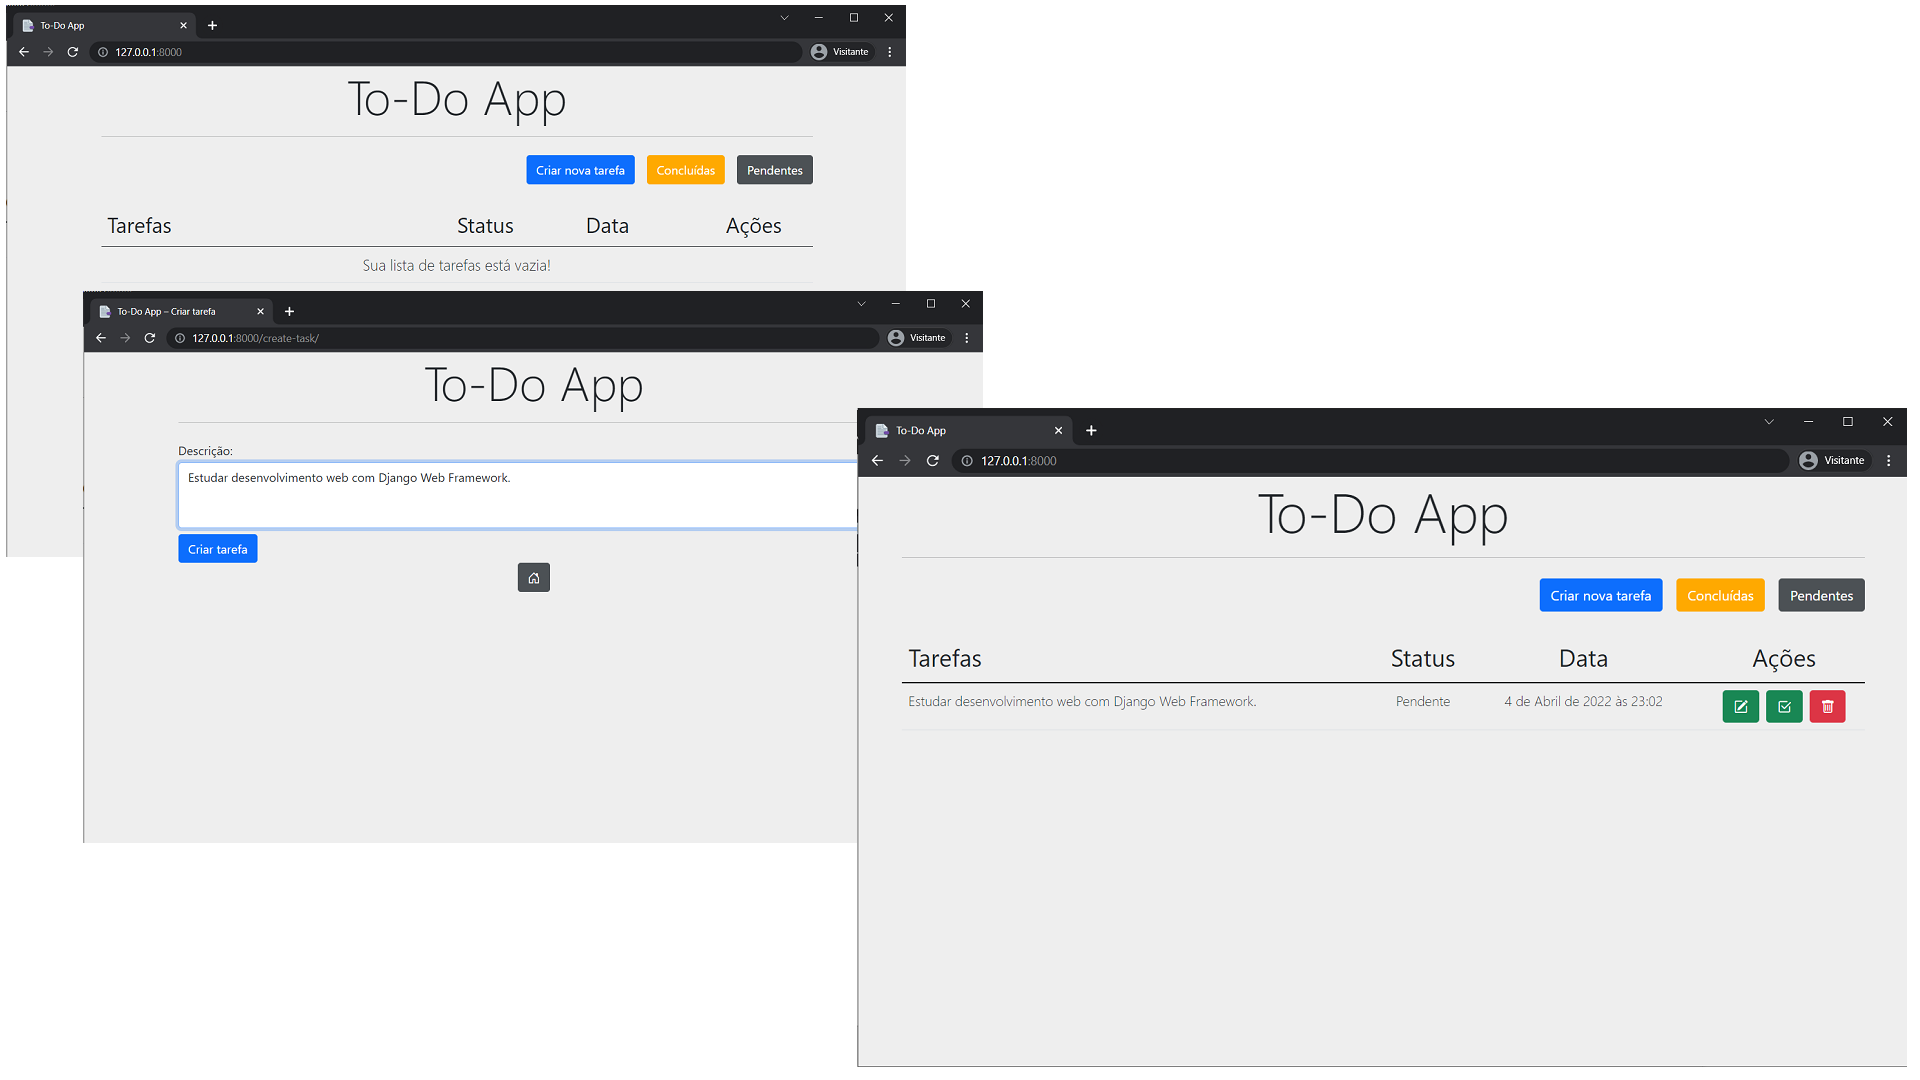 To-Do App
127.0.0.1:8000
Visitante
To-Do App
Criar nova tarefa
Concluídas
Pendentes
Tarefas Status Data Ações
Sua lista de tarefas está vazia!
To-Do App – Criar tarefa
127.0.0.1:8000/create-task/
Visitante
To-Do App
Descrição:
Estudar desenvolvimento web com Django Web Framework.
Criar tarefa
To-Do App
127.0.0.1:8000
Visitante
To-Do App
Criar nova tarefa
Concluídas
Pendentes
Tarefas Status Data Ações
Estudar desenvolvimento web com Django Web Framework. Pendente 4 de Abril de 2022 às 23:02